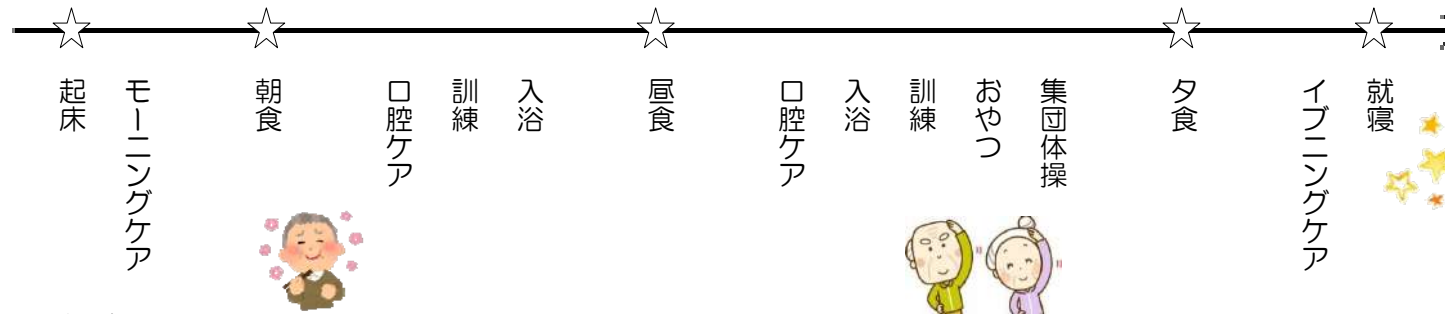 起床
モーニングケア
朝食
口腔ケア
訓練
入浴
昼食
口腔ケア
入浴
訓練
おやつ
集団体操
夕食
イブニングケア
就寝